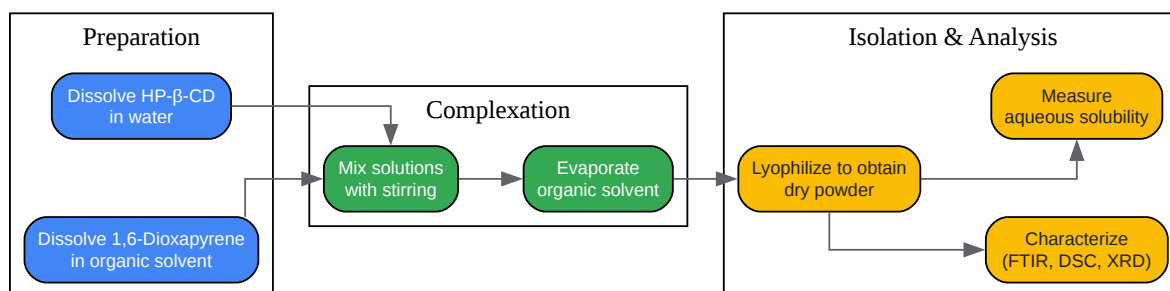 Preparation
Dissolve HP-β-CD
in water
Dissolve 1,6-Dioxapyrene
in organic solvent
Complexation
Mix solutions
with stirring
Evaporate
organic solvent
Isolation & Analysis
Lyophilize to obtain
dry powder
Measure
aqueous solubility
Characterize
(FTIR, DSC, XRD)